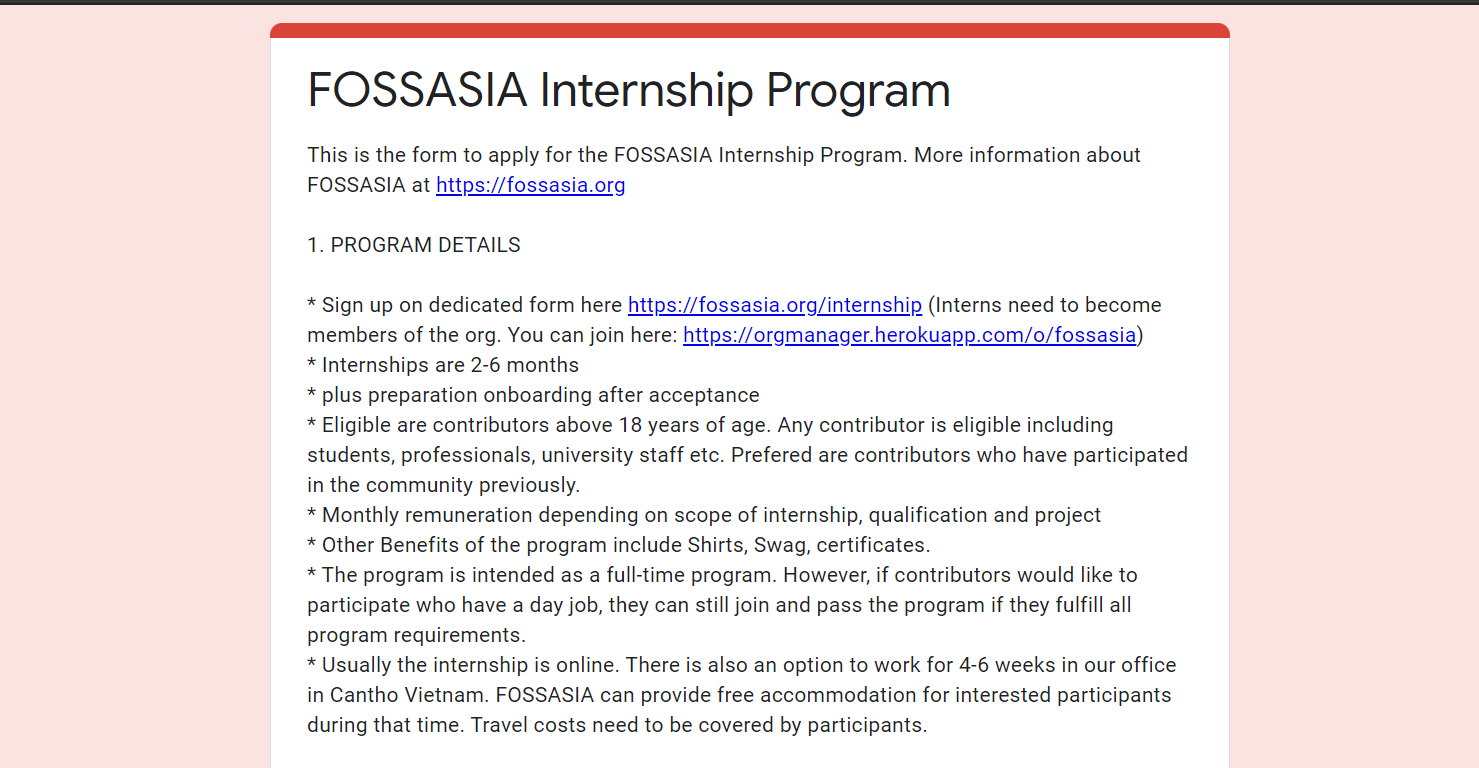 FOSSASIA Internship Program
This is the form to apply for the FOSSASIA Internship Program. More information about
FOSSASIA at https://fossasia.org
1. PROGRAM DETAILS
* Sign up on dedicated form here https://fossasia.org/internship (Interns need to become
members of the org. You can join here: https://orgmanager.herokuapp.com/o/fossasia)
* Internships are 2-6 months
* plus preparation onboarding after acceptance
* Eligible are contributors above 18 years of age. Any contributor is eligible including
students, professionals, university staff etc. Prefered are contributors who have participated
in the community previously.
* Monthly remuneration depending on scope of internship, qualification and project
* Other Benefits of the program include Shirts, Swag, certificates.
* The program is intended as a full-time program. However, if contributors would like to
participate who have a day job, they can still join and pass the program if they fulfill all
program requirements.
* Usually the internship is online. There is also an option to work for 4-6 weeks in our office
in Cantho Vietnam. FOSSASIA can provide free accommodation for interested participants
during that time. Travel costs need to be covered by participants.